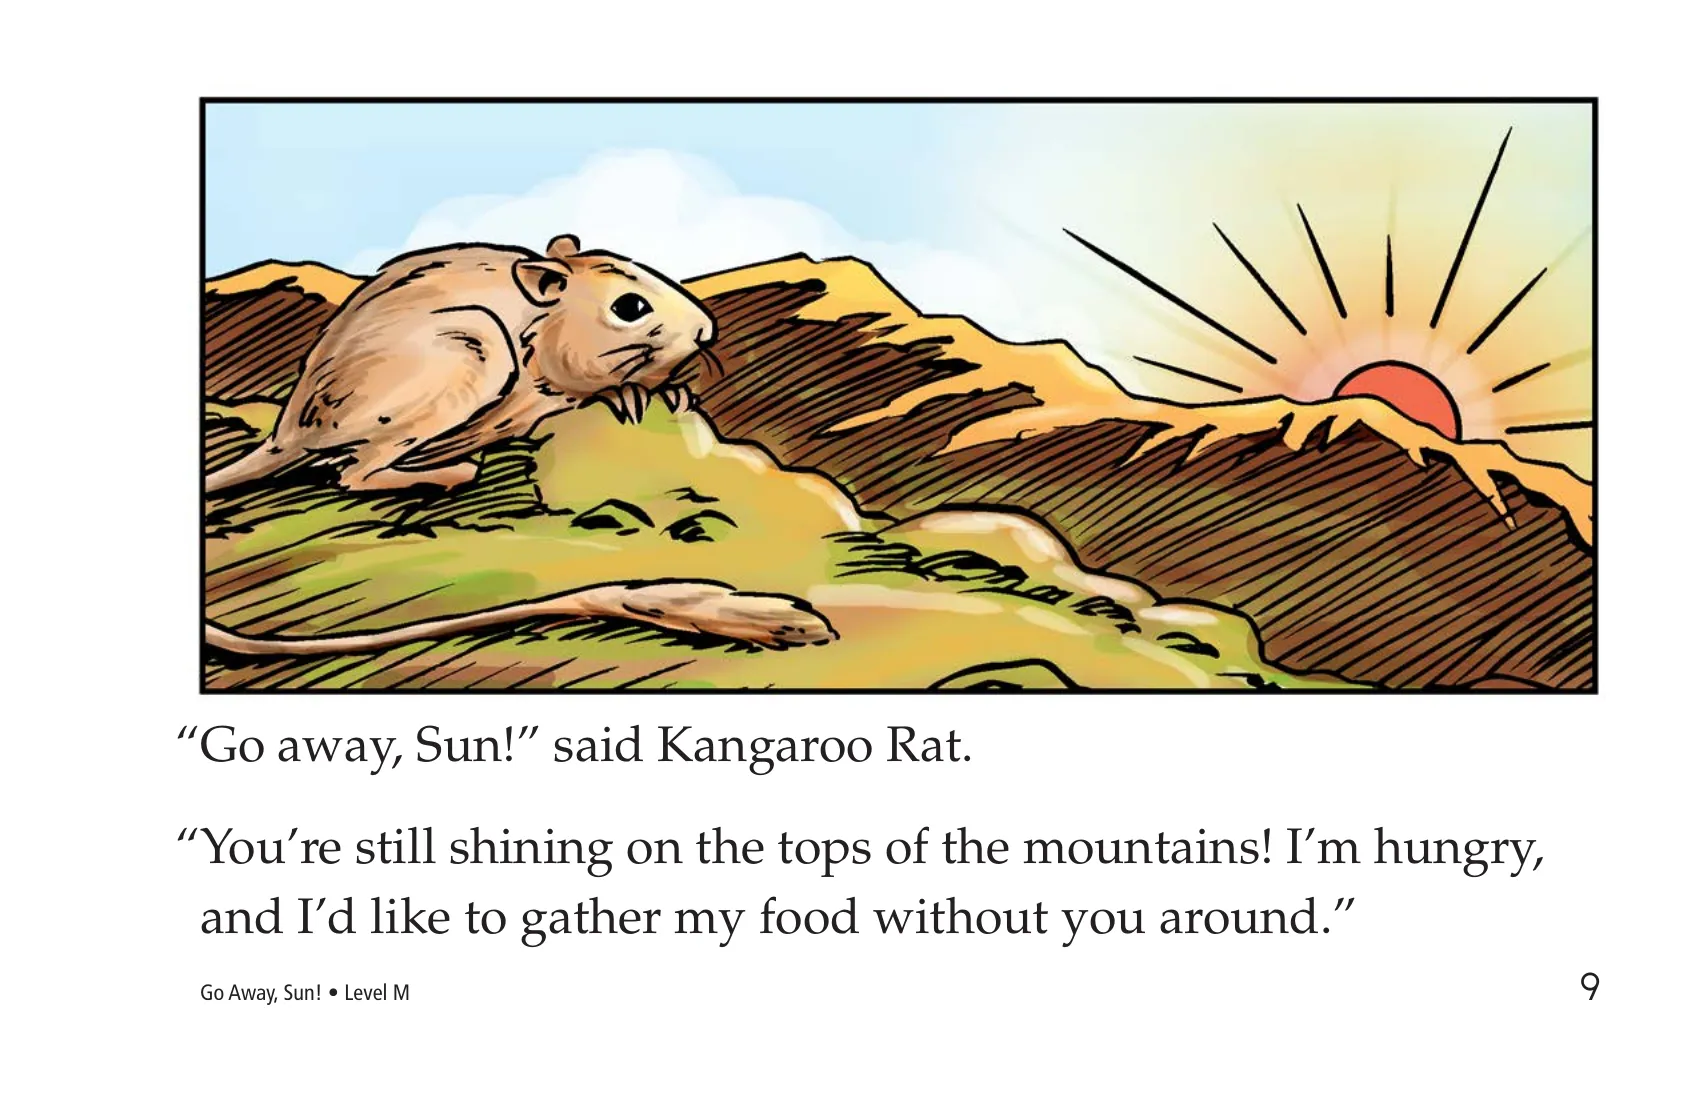 “Go away, Sun!” said Kangaroo Rat.
“You’re still shining on the tops of the mountains! I’m hungry,
and I’d like to gather my food without you around.”
Go Away, Sun! • Level M
9